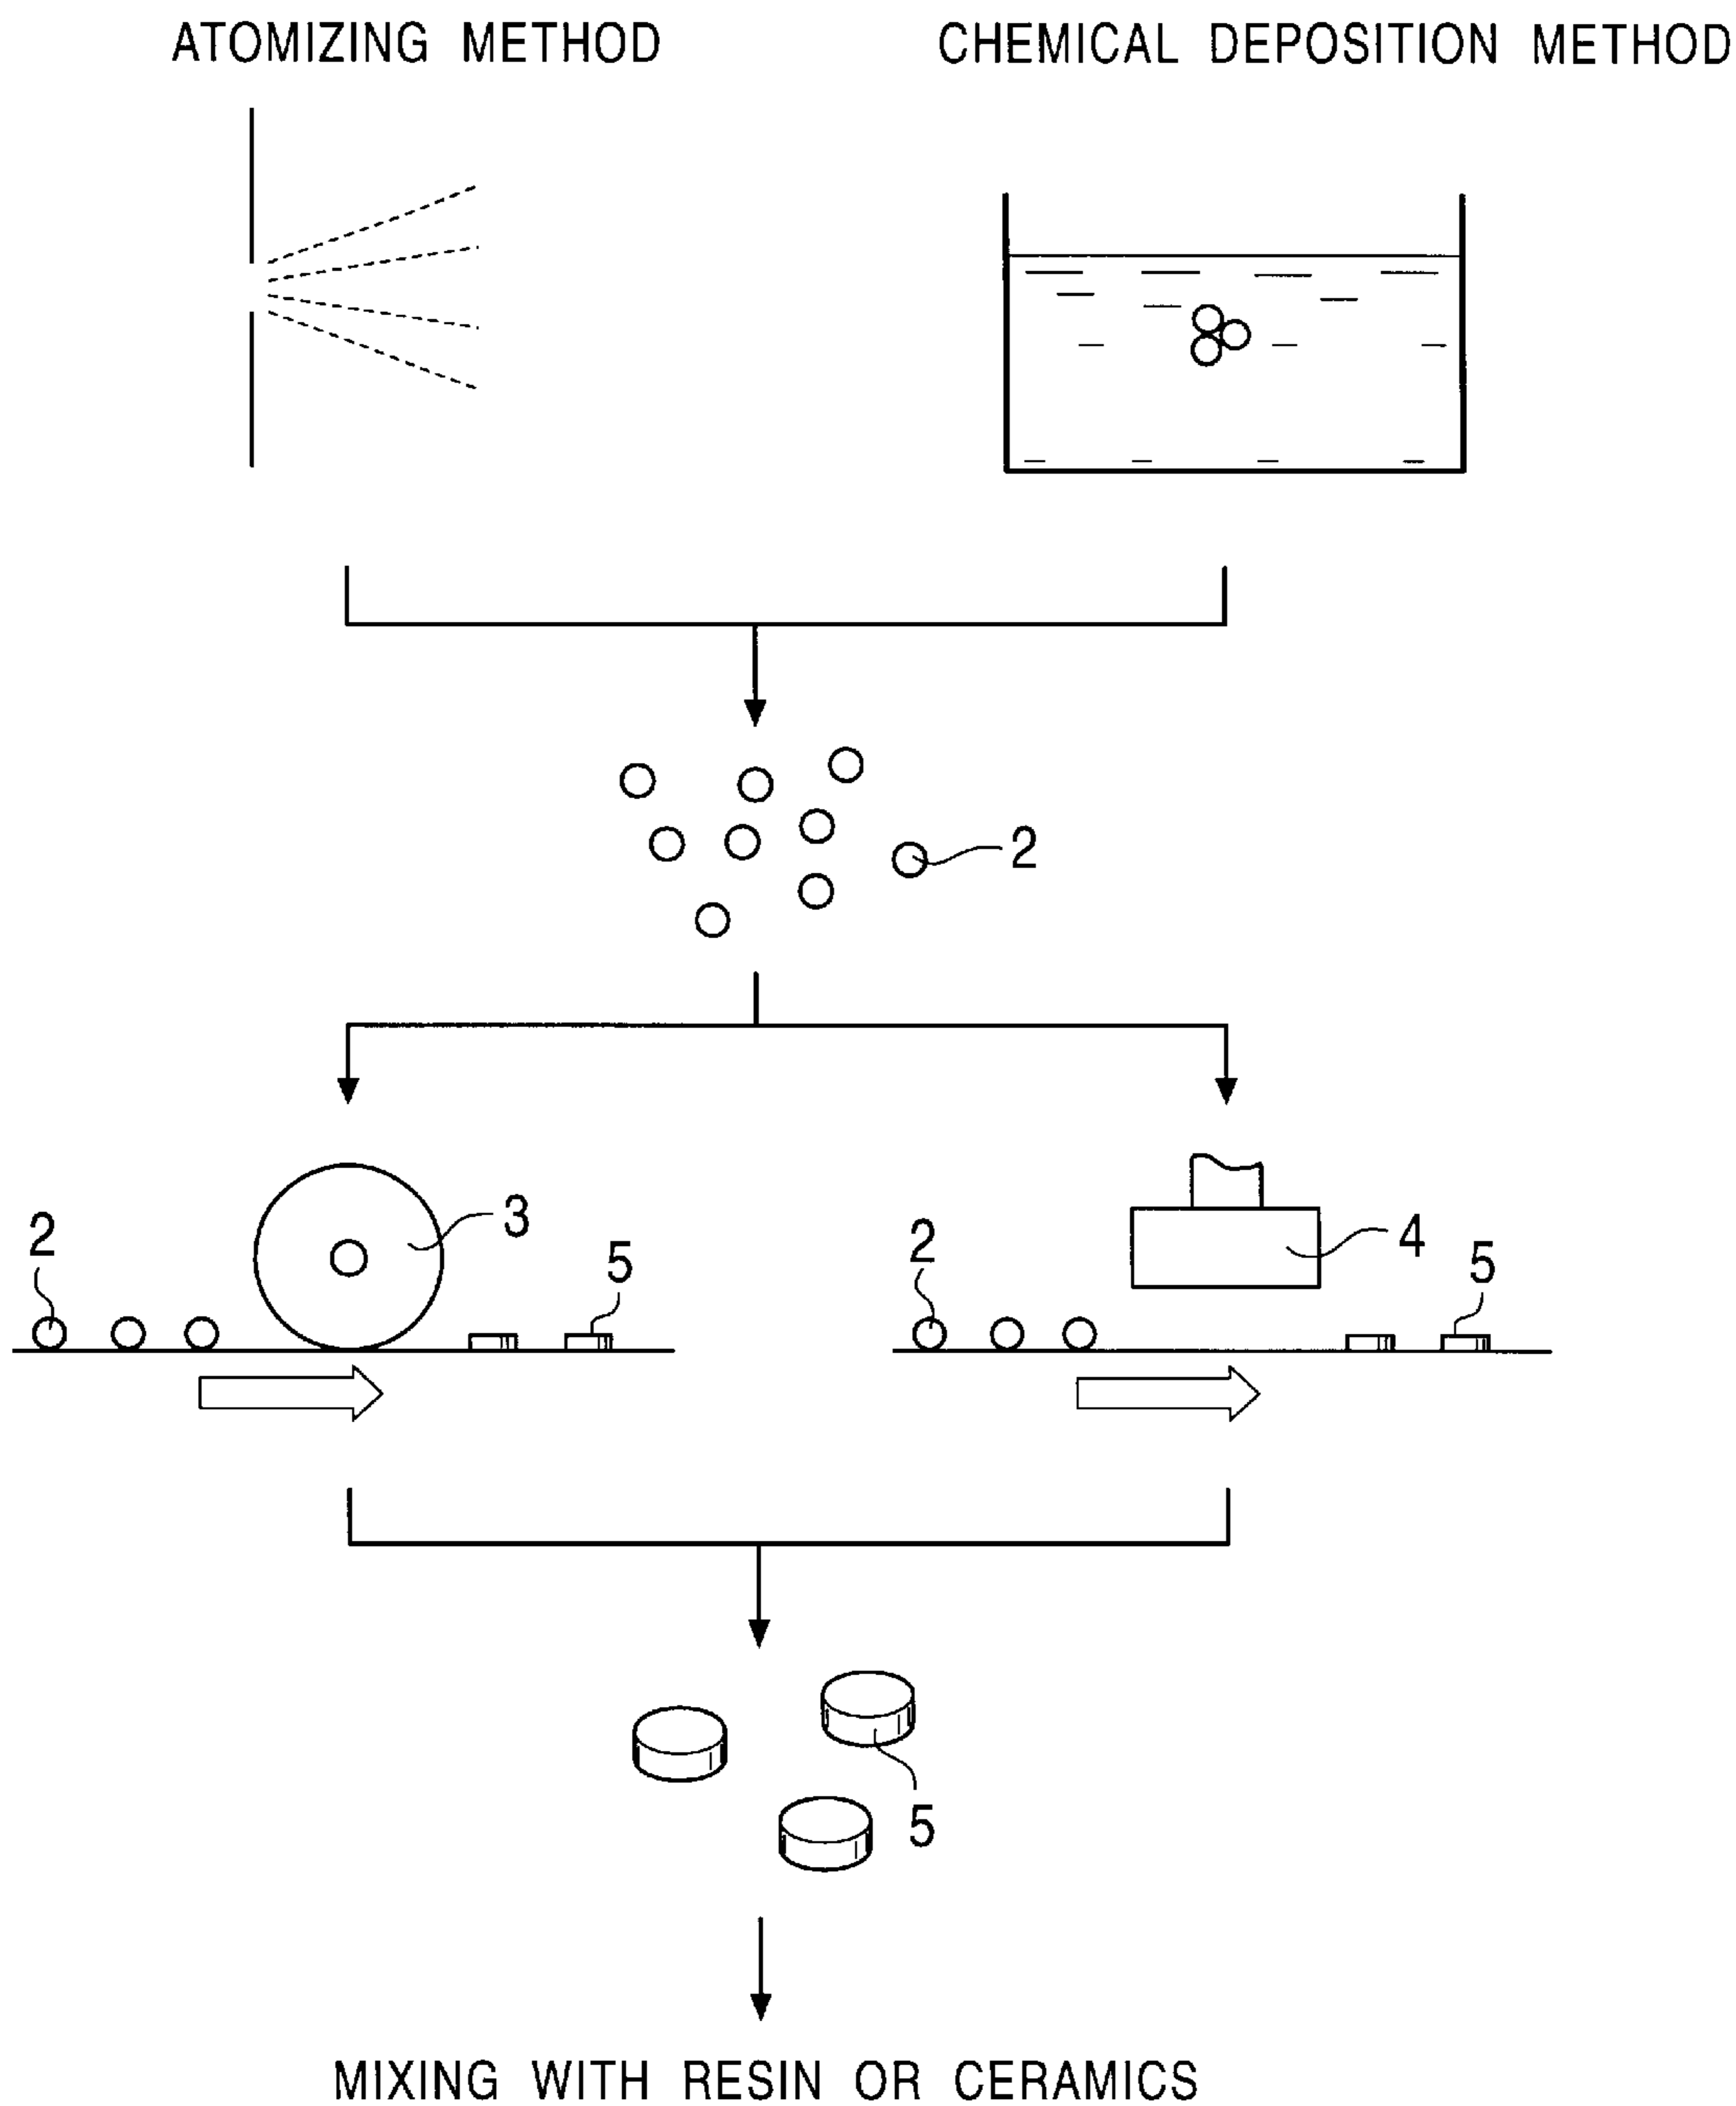 ATOMIZING METHOD
CHEMICAL DEPOSITION METHOD
2
3
2
5
4
2
5
5
MIXING WITH RESIN OR CERAMICS